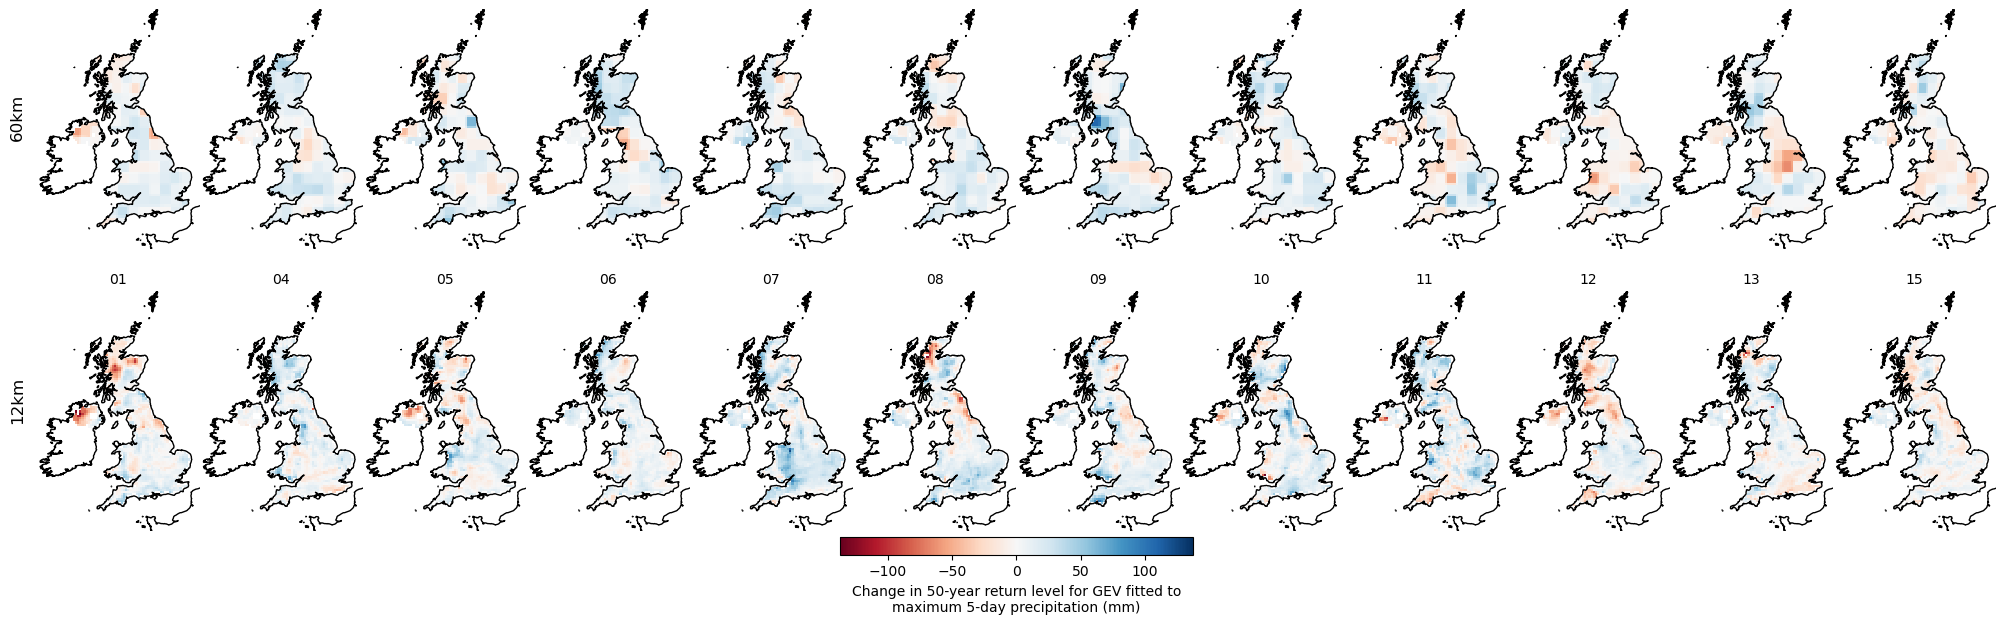 60km
01 04 05 06 07 08 09 10 11 12 13 15
12km
−100 −50 0 50 100
Change in 50-year return level for GEV fitted to
maximum 5-day precipitation (mm)